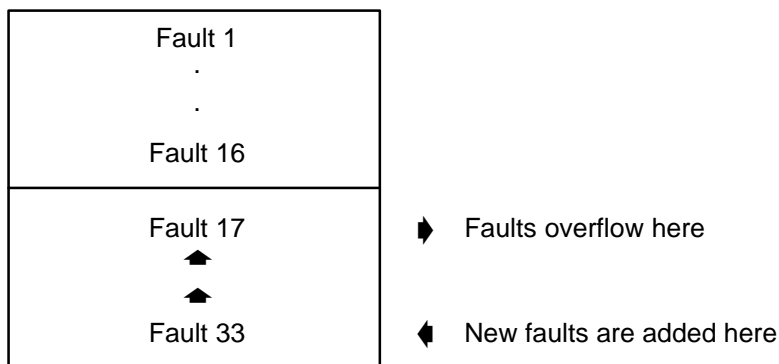 Fault 1
.
.
Fault 16
Fault 17
Faults overflow here
Fault 33
New faults are added here